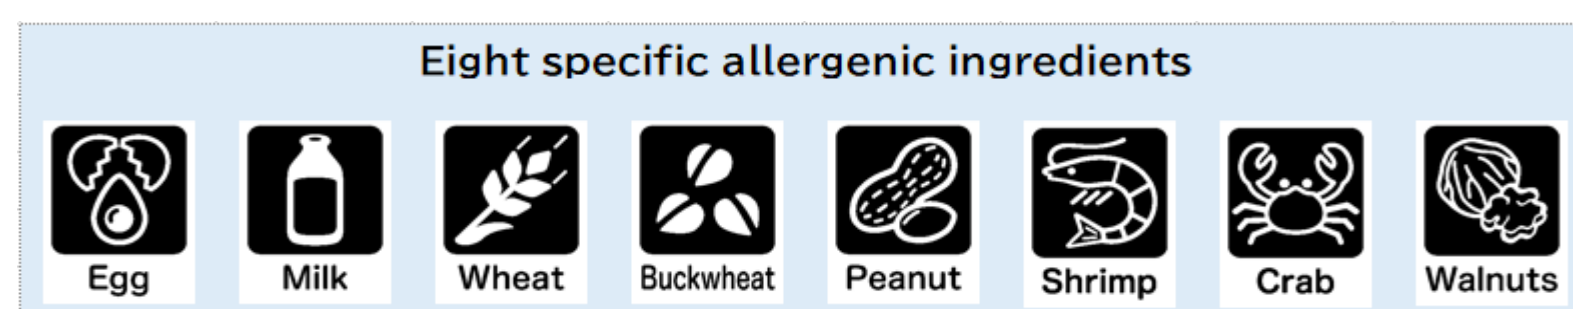 Eight specific allergenic ingredients
Egg Milk Wheat Buckwheat Peanut Shrimp Crab Walnuts